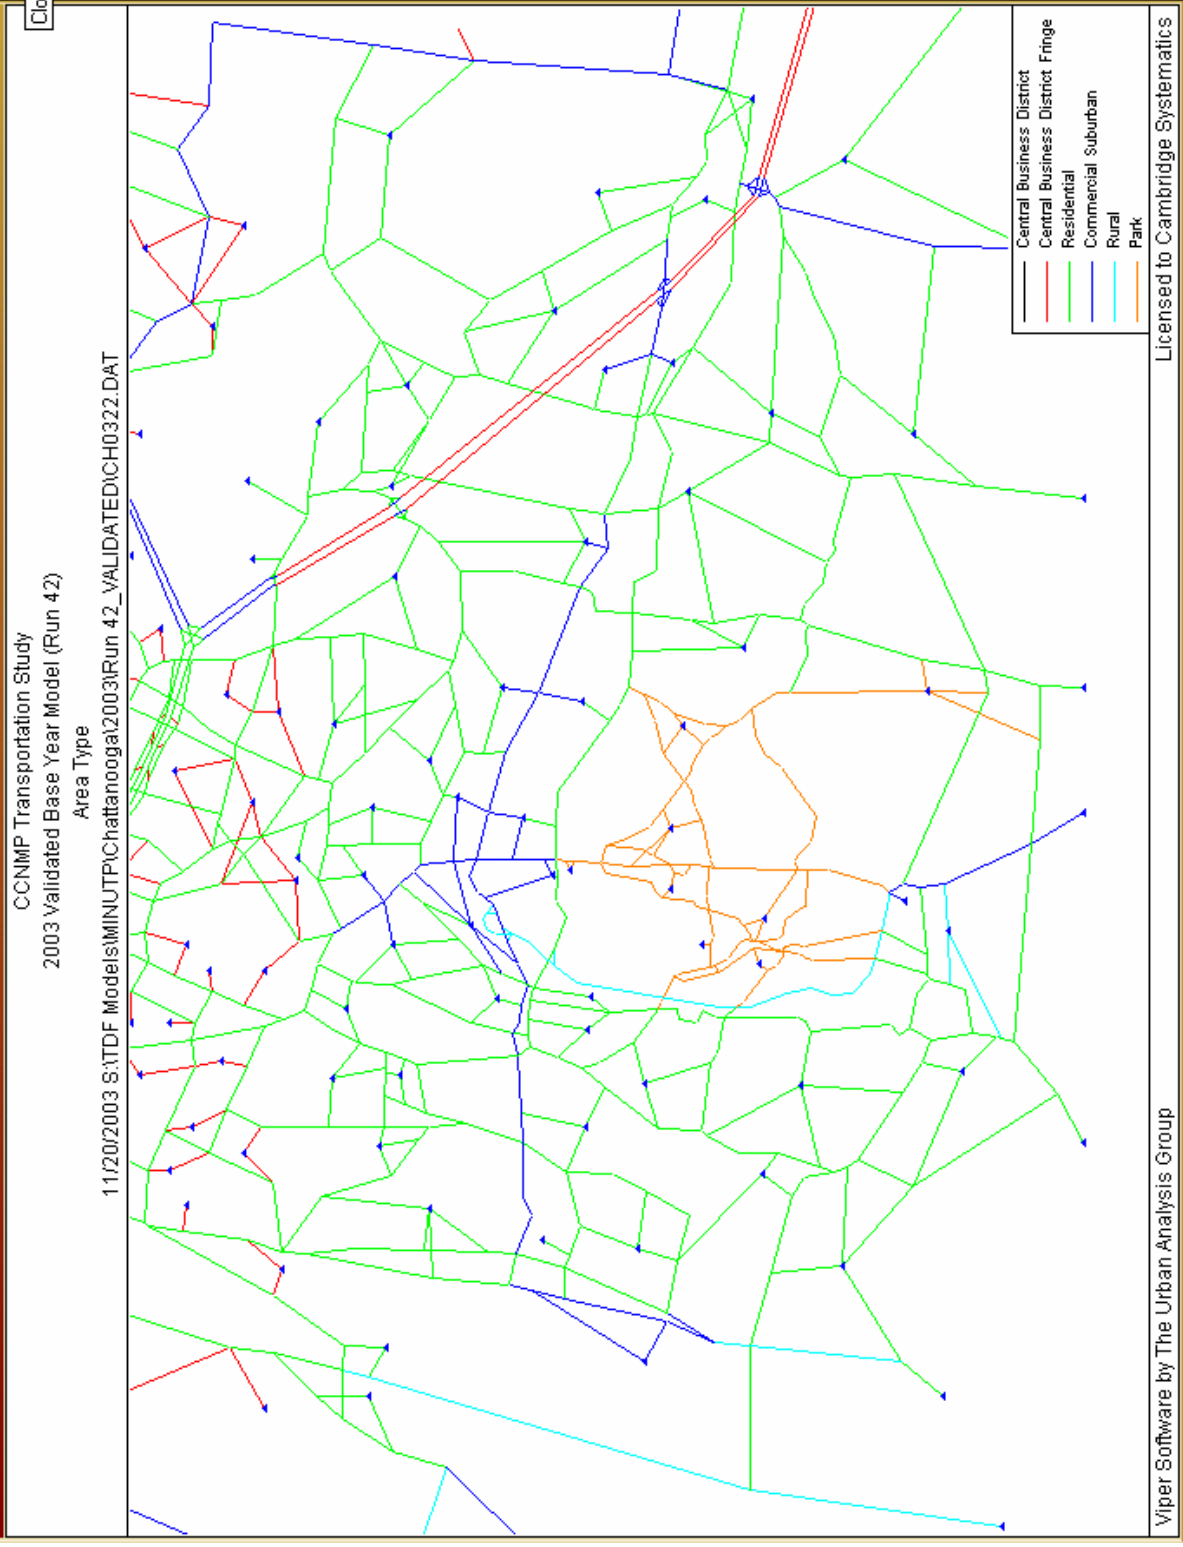 Clo
CCNMP Transportation Study
2003 Validated Base Year Model (Run 42)
Area Type
11/20/2003 S:\TDF Models\MINUTP\Chattanooga\2003\Run 42_VALIDATED\CH0322.DAT
Central Business District
Central Business District Fringe
Residential
Commercial Suburban
Rural
Park
Viper Software by The Urban Analysis Group
Licensed to Cambridge Systematics